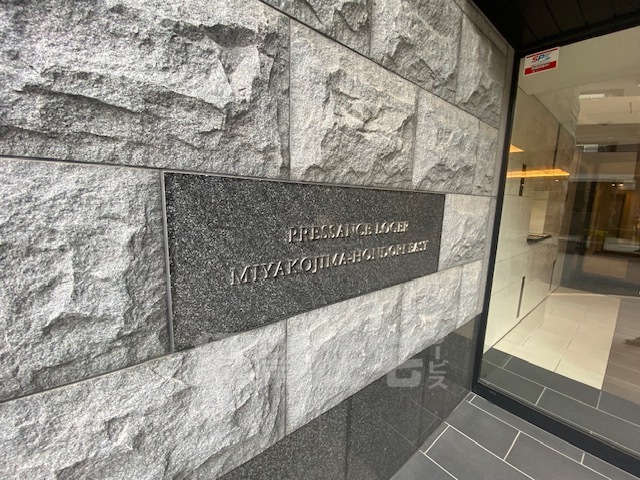 PRESSANCE LOGER
MIYAKOJIMA-HONDORI EAST